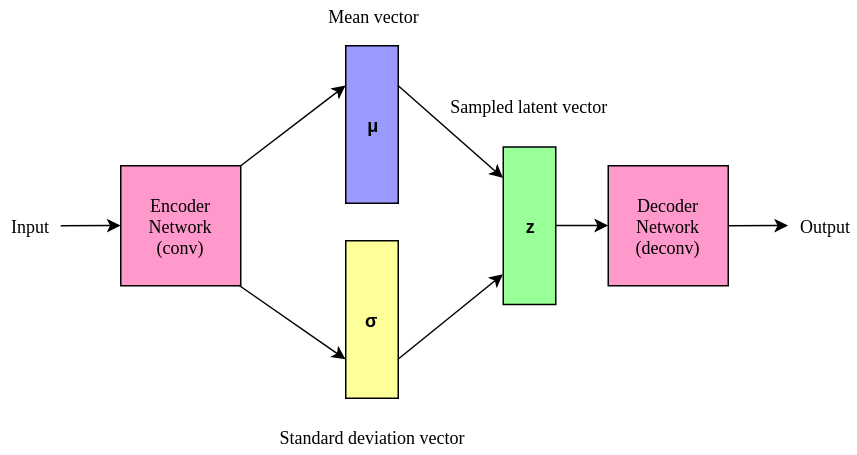 Mean vector
μ
Sampled latent vector
Input
Encoder
Network
(conv)
z
Decoder
Network
(deconv)
Output
σ
Standard deviation vector